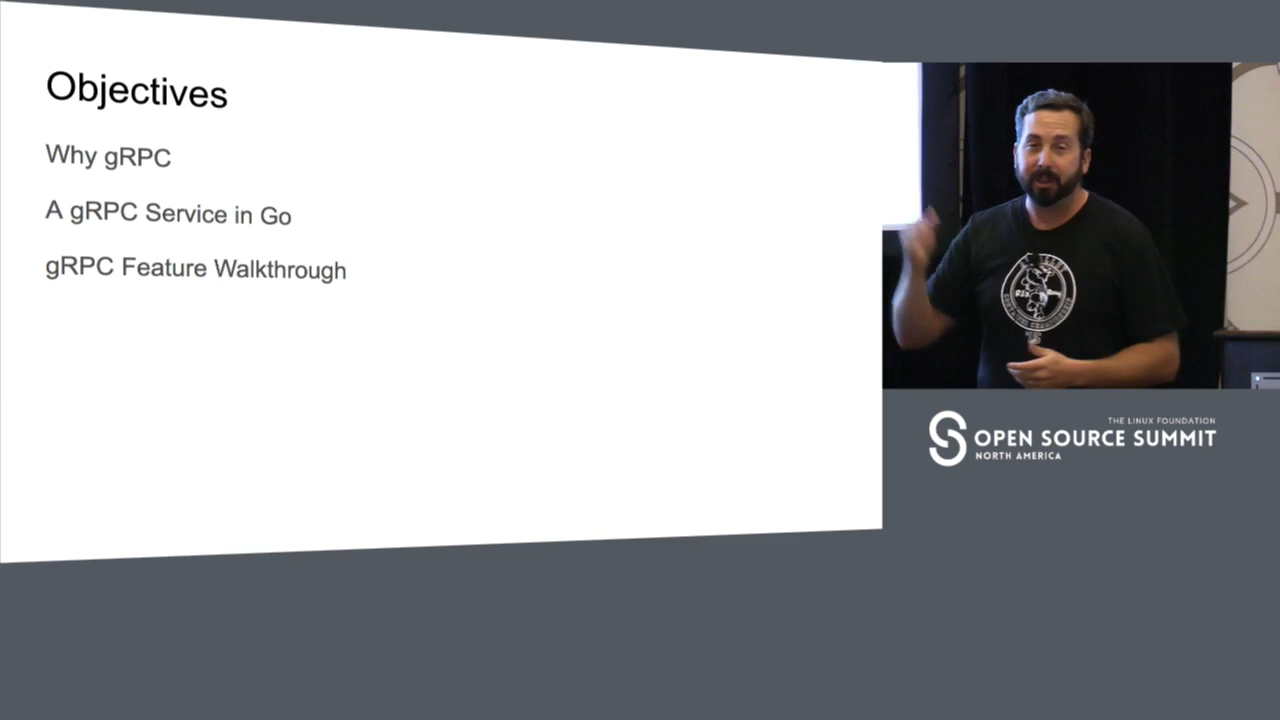 Objectives
Why gRPC
A gRPC Service in Go
gRPC Feature Walkthrough
THE LINUX FOUNDATION
OPEN SOURCE SUMMIT
NORTH AMERICA